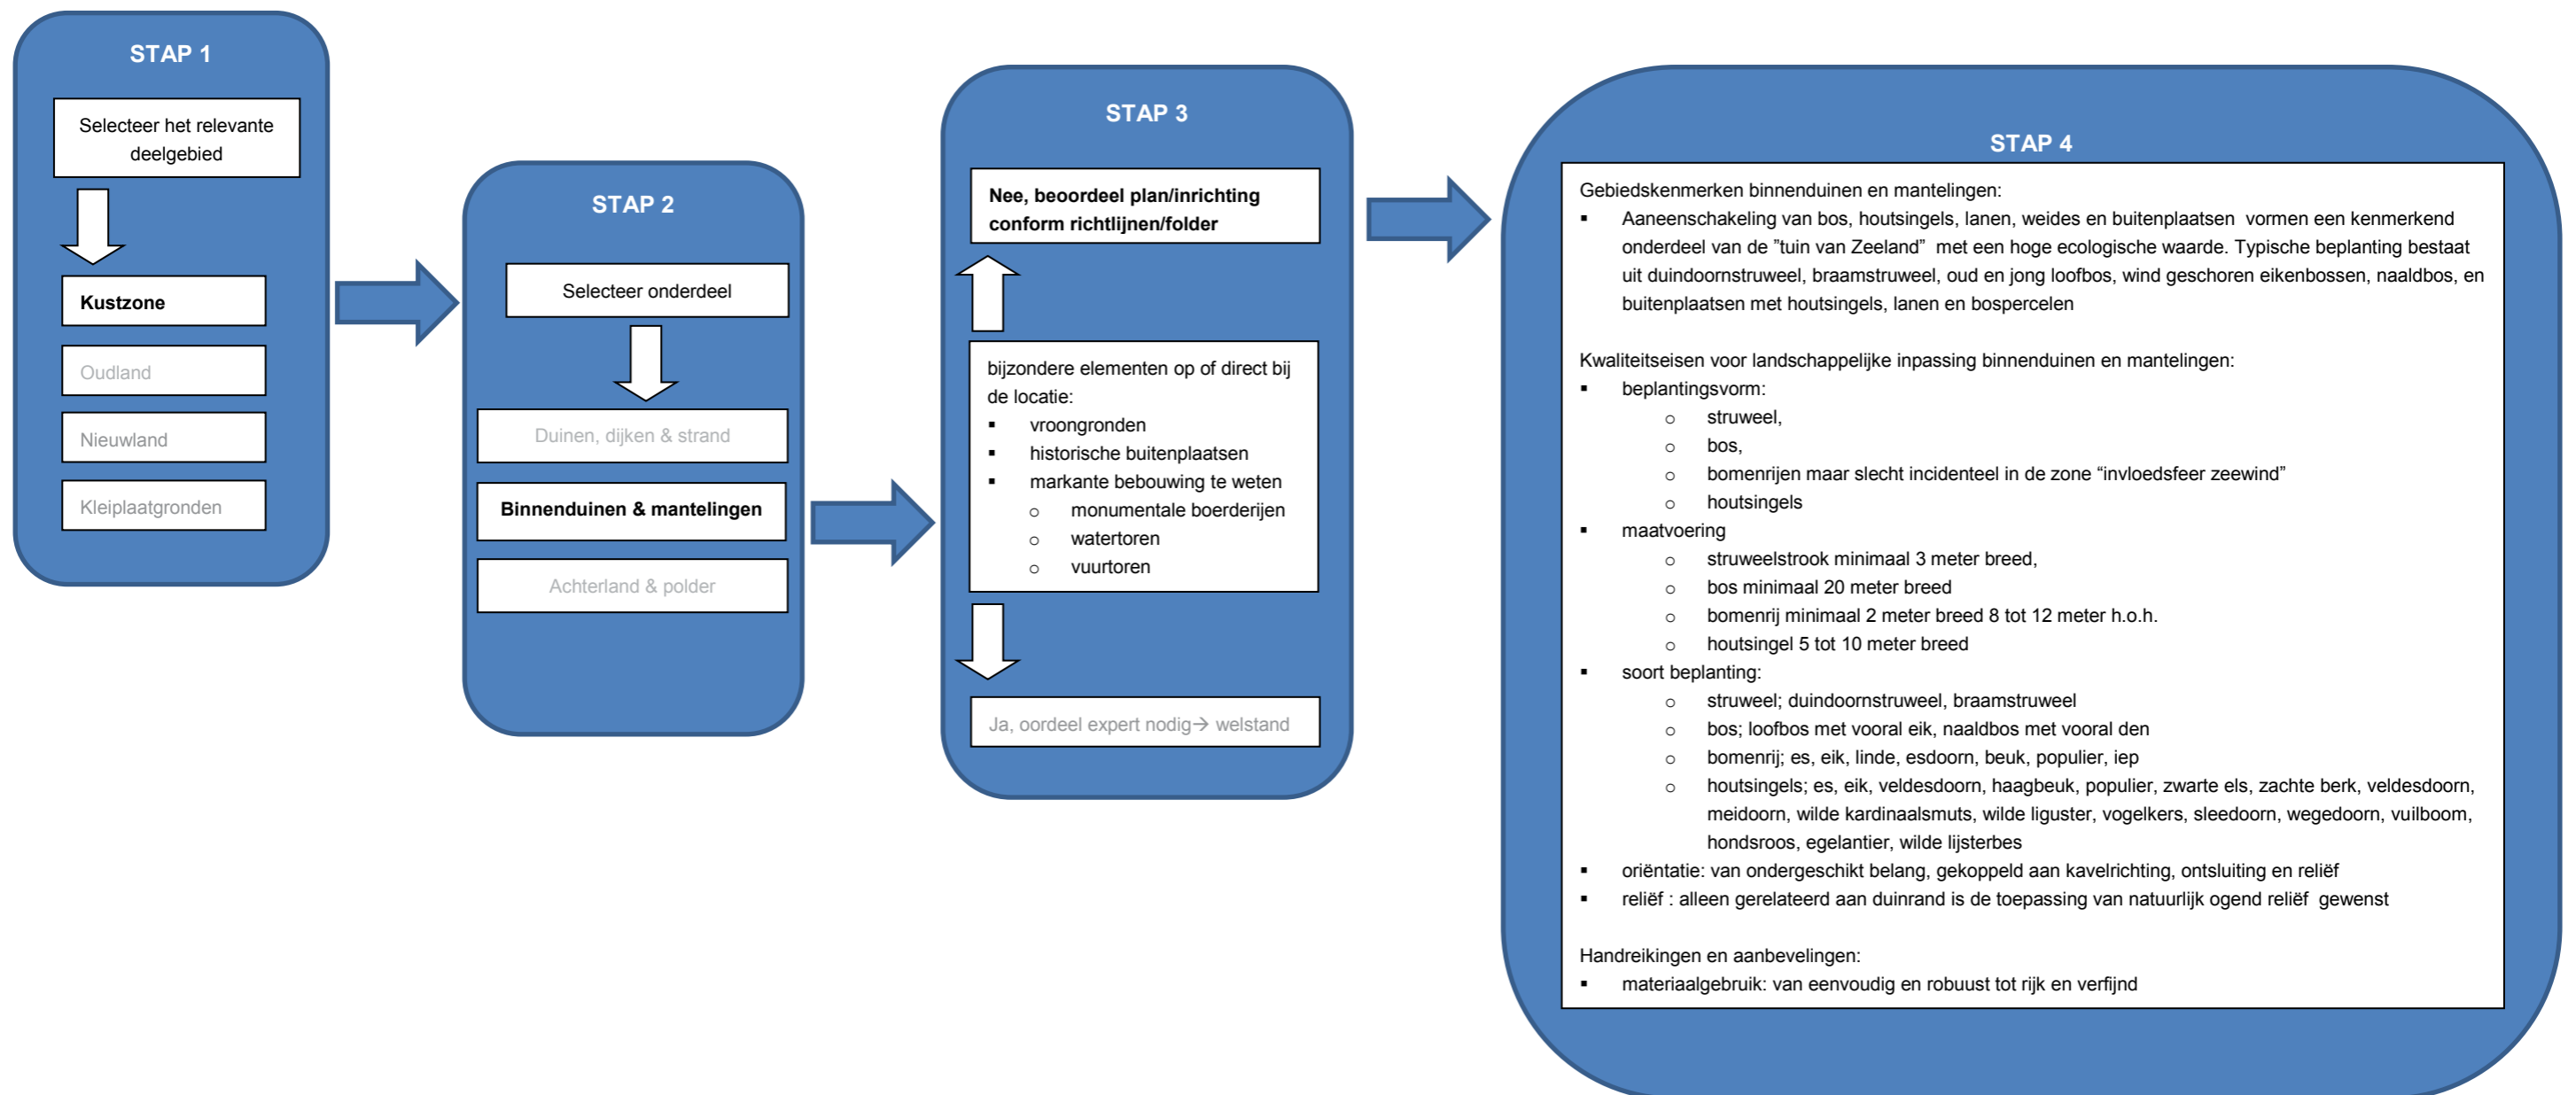 STAP 1
Selecteer het relevante
deelgebied
Kustzone
Oudland
Nieuwland
Kleiplaatgronden
STAP 2
Selecteer onderdeel
Duinen, dijken & strand
Binnenduinen & mantelingen
Achterland & polder
STAP 3
Nee, beoordeel plan/inrichting
conform richtlijnen/folder
bijzondere elementen op of direct bij
de locatie:
▪ vroongronden
▪ historische buitenplaatsen
▪ markante bebouwing te weten
o monumentale boerderijen
o watertoren
o vuurtoren
Ja, oordeel expert nodig→ welstand
STAP 4
Gebiedskenmerken binnenduinen en mantelingen:
▪ Aaneenschakeling van bos, houtsingels, lanen, weides en buitenplaatsen vormen een kenmerkend
onderdeel van de ”tuin van Zeeland” met een hoge ecologische waarde. Typische beplanting bestaat
uit duindoornstruweel, braamstruweel, oud en jong loofbos, wind geschoren eikenbossen, naaldbos, en
buitenplaatsen met houtsingels, lanen en bospercelen
Kwaliteitseisen voor landschappelijke inpassing binnenduinen en mantelingen:
▪ beplantingsvorm:
o struweel,
o bos,
o bomenrijen maar slecht incidenteel in de zone “invloedsfeer zeewind”
o houtsingels
▪ maatvoering
o struweelstrook minimaal 3 meter breed,
o bos minimaal 20 meter breed
o bomenrij minimaal 2 meter breed 8 tot 12 meter h.o.h.
o houtsingel 5 tot 10 meter breed
▪ soort beplanting:
o struweel; duindoornstruweel, braamstruweel
o bos; loofbos met vooral eik, naaldbos met vooral den
o bomenrij; es, eik, linde, esdoorn, beuk, populier, iep
o houtsingels; es, eik, veldesdoorn, haagbeuk, populier, zwarte els, zachte berk, veldesdoorn,
meidoorn, wilde kardinaalsmuts, wilde liguster, vogelkers, sleedoorn, wegedoorn, vuilboom,
hondsroos, egelantier, wilde lijsterbes
▪ oriëntatie: van ondergeschikt belang, gekoppeld aan kavelrichting, ontsluiting en reliëf
▪ reliëf : alleen gerelateerd aan duinrand is de toepassing van natuurlijk ogend reliëf gewenst
Handreikingen en aanbevelingen:
▪ materiaalgebruik: van eenvoudig en robuust tot rijk en verfijnd